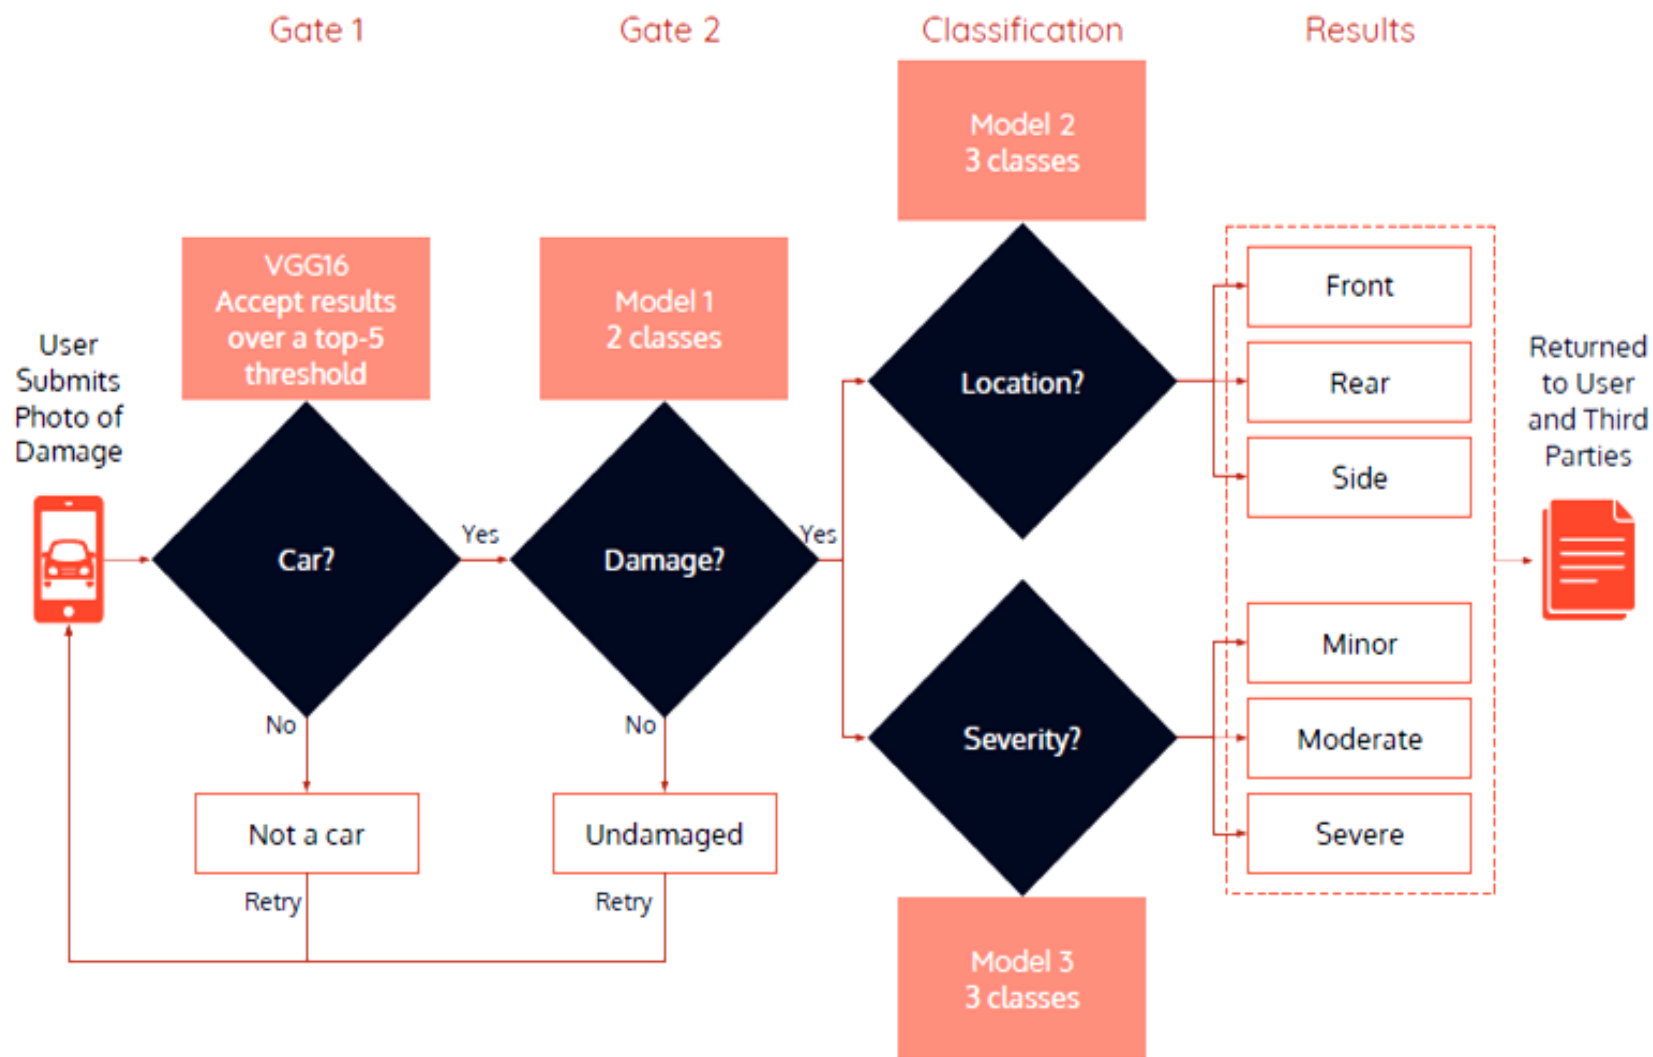 Gate 1
Gate 2
Classification
Results
Model 2
3 classes
VGG16
Accept results
over a top-5
threshold
Model 1
2 classes
User
Submits
Photo of
Damage
Car?
Yes
Damage?
Yes
Location?
Front
Rear
Side
Returned
to User
and Third
Parties
Severity?
Minor
Moderate
Severe
No
No
Not a car
Undamaged
Retry
Retry
Model 3
3 classes